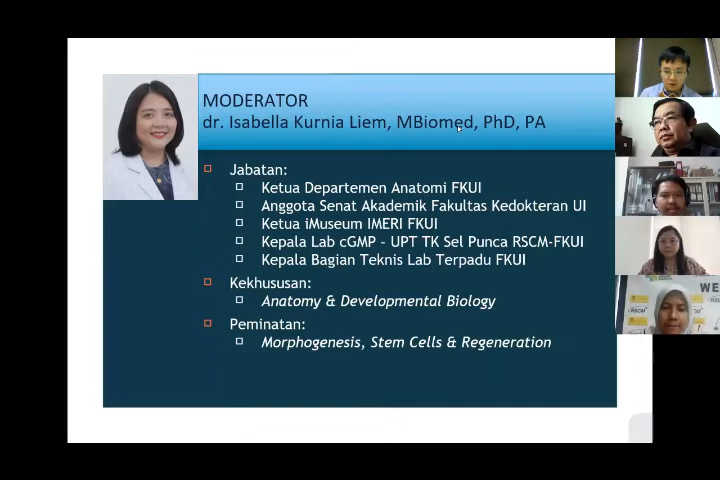 MODERATOR
dr. Isabella Kurnia Liem, MBiomed, PhD, PA
Jabatan:
Ketua Departemen Anatomi FKUI
Anggota Senat Akademik Fakultas Kedokteran UI
Ketua iMuseum IMERI FKUI
Kepala Lab cGMP – UPT TK Sel Punca RSCM-FKUI
Kepala Bagian Teknis Lab Terpadu FKUI
Kekhususan:
Anatomy & Developmental Biology
Peminatan:
Morphogenesis, Stem Cells & Regeneration
WE
RSCM